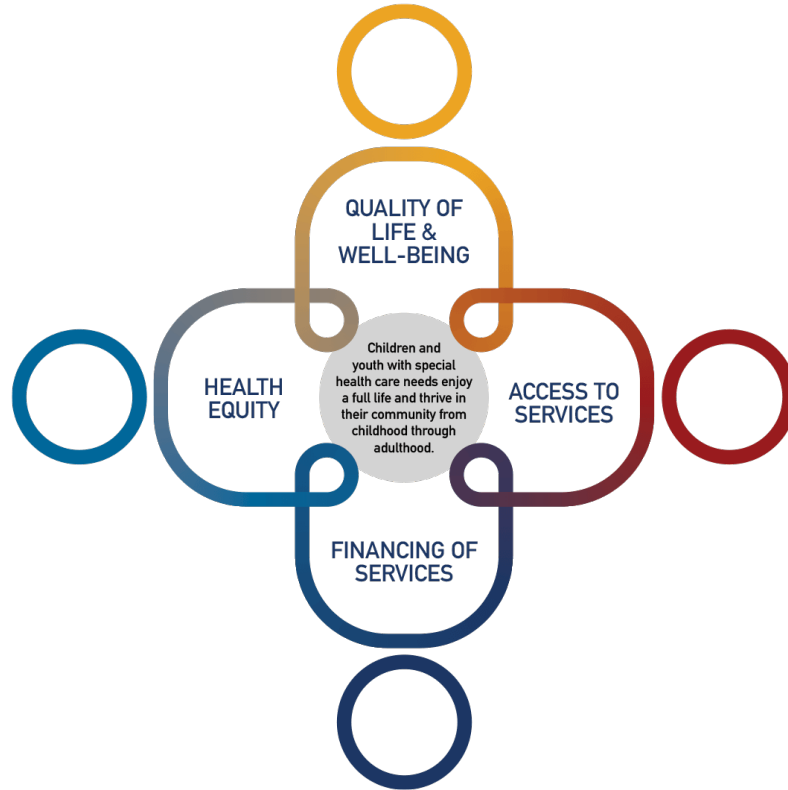 QUALITY OF
LIFE &
WELL-BEING
HEALTH
EQUITY
Children and
youth with special
health care needs enjoy
a full life and thrive in
their community from
childhood through
adulthood.
ACCESS TO
SERVICES
FINANCING OF
SERVICES